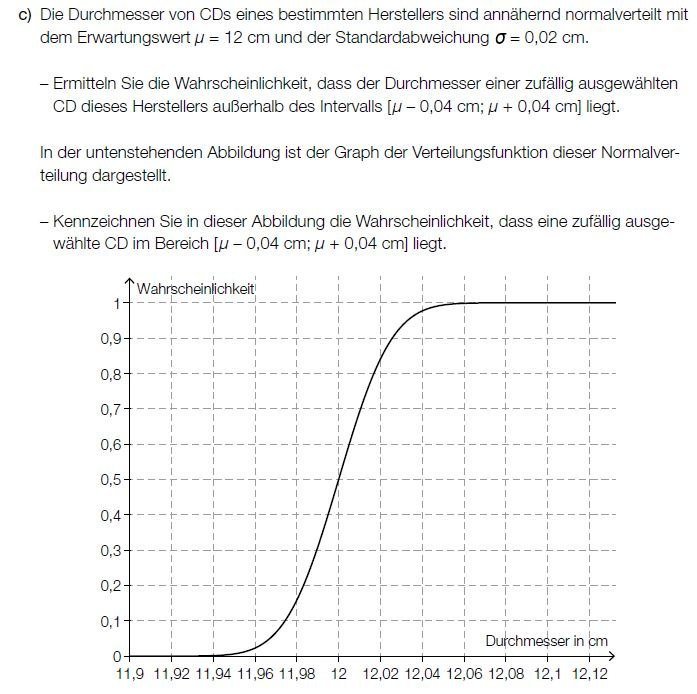 c) Die Durchmesser von CDs eines bestimmten Herstellers sind annähernd normalverteilt mit
dem Erwartungswert μ = 12 cm und der Standardabweichung σ = 0,02 cm.
– Ermitteln Sie die Wahrscheinlichkeit, dass der Durchmesser einer zufällig ausgewählten
CD dieses Herstellers außerhalb des Intervalls [μ – 0,04 cm; μ + 0,04 cm] liegt.
In der untenstehenden Abbildung ist der Graph der Verteilungsfunktion dieser Normalver-
teilung dargestellt.
– Kennzeichnen Sie in dieser Abbildung die Wahrscheinlichkeit, dass eine zufällig ausge-
wählte CD im Bereich [μ – 0,04 cm; μ + 0,04 cm] liegt.
Wahrscheinlichkeit
1
0,9
0,8
0,7
0,6
0,5
0,4
0,3
0,2
0,1
0
Durchmesser in cm
11,9 11,92 11,94 11,96 11,98 12 12,02 12,04 12,06 12,08 12,1 12,12